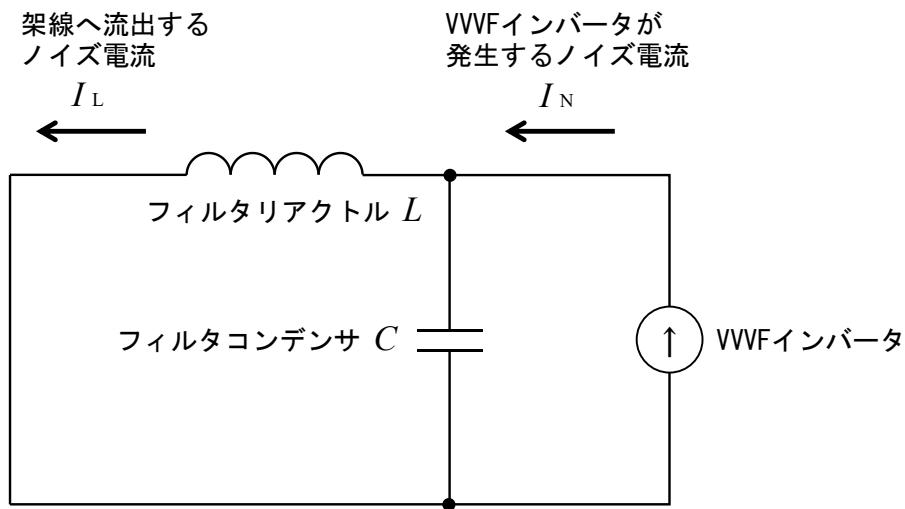 架線へ流出する
ノイズ電流
I L
VVVFインバータが
発生するノイズ電流
I N
フィルタリアクトル L
フィルタコンデンサ C
↑
VVVFインバータ